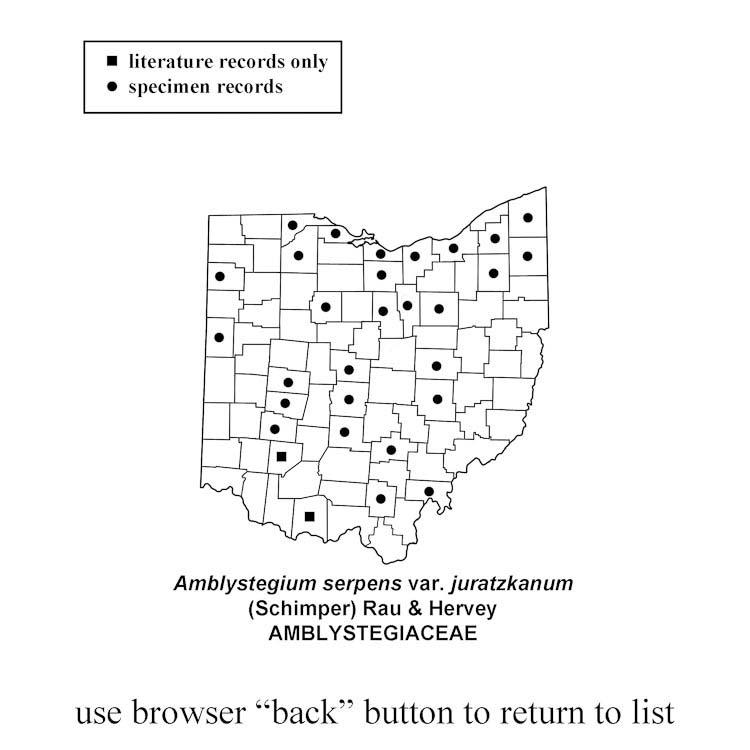 literature records only
specimen records
Amblystegium serpens var. juratzkanum
(Schimper) Rau & Hervey
AMBLYSTEGIACEAE
use browser “back” button to return to list